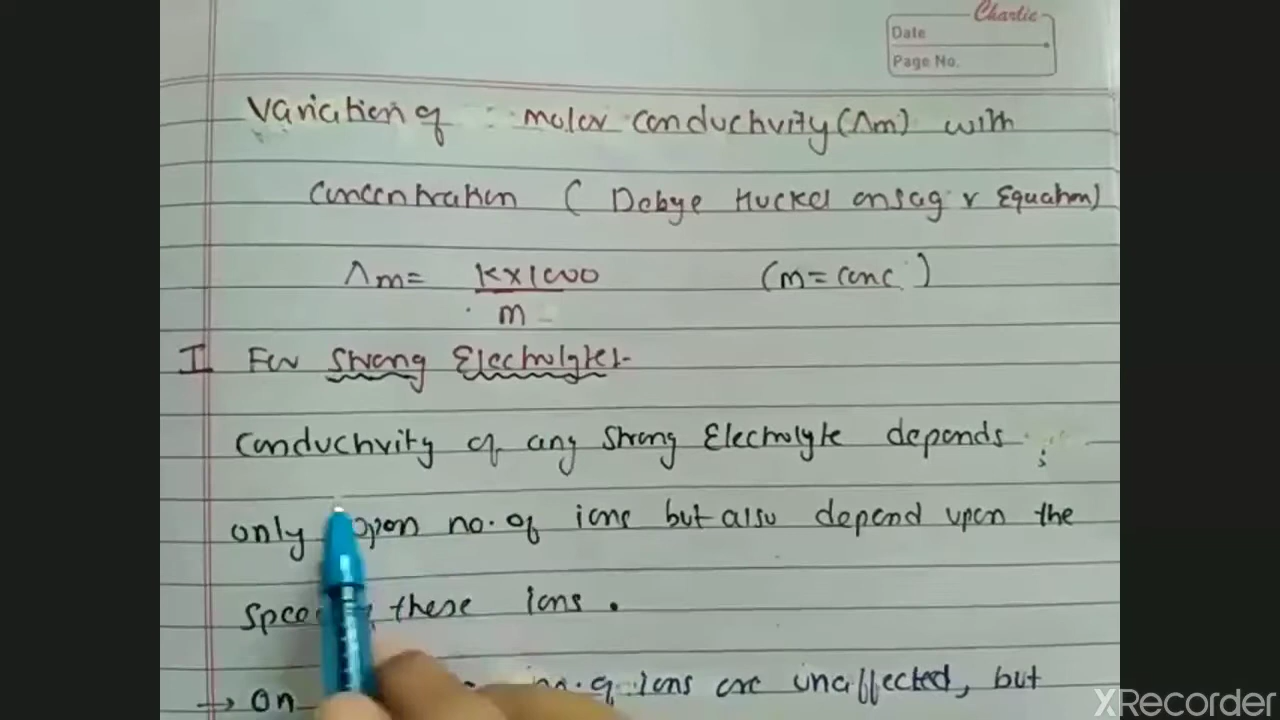 Charlie
Date
Page No.
Variation of molar conductivity (Λm) with
concentration ( Debye Huckel onsag r Equation)
Λm = K×1000 (m = conc )
m
I For Strong Electrolytes-
Conductivity of any Strong Electrolyte depends
only upon no. of ions but also depend upon the
these ions .
→ On of ions are unaffected, but
XRecorder